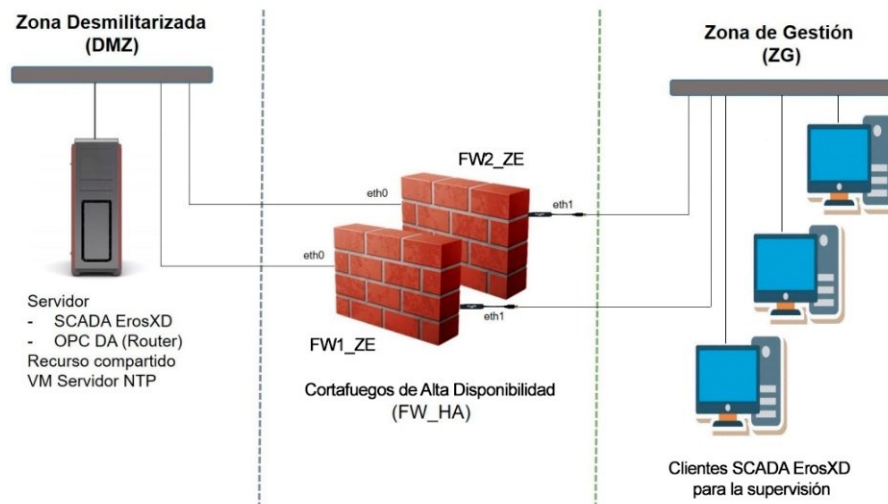 Zona Desmilitarizada
(DMZ)
Servidor
- SCADA ErosXD
- OPC DA (Router)
Recurso compartido
VM Servidor NTP
FW2_ZE
eth0
eth1
eth0
eth1
FW1_ZE
Cortafuegos de Alta Disponibilidad
(FW_HA)
Zona de Gestión
(ZG)
Clientes SCADA ErosXD
para la supervisión